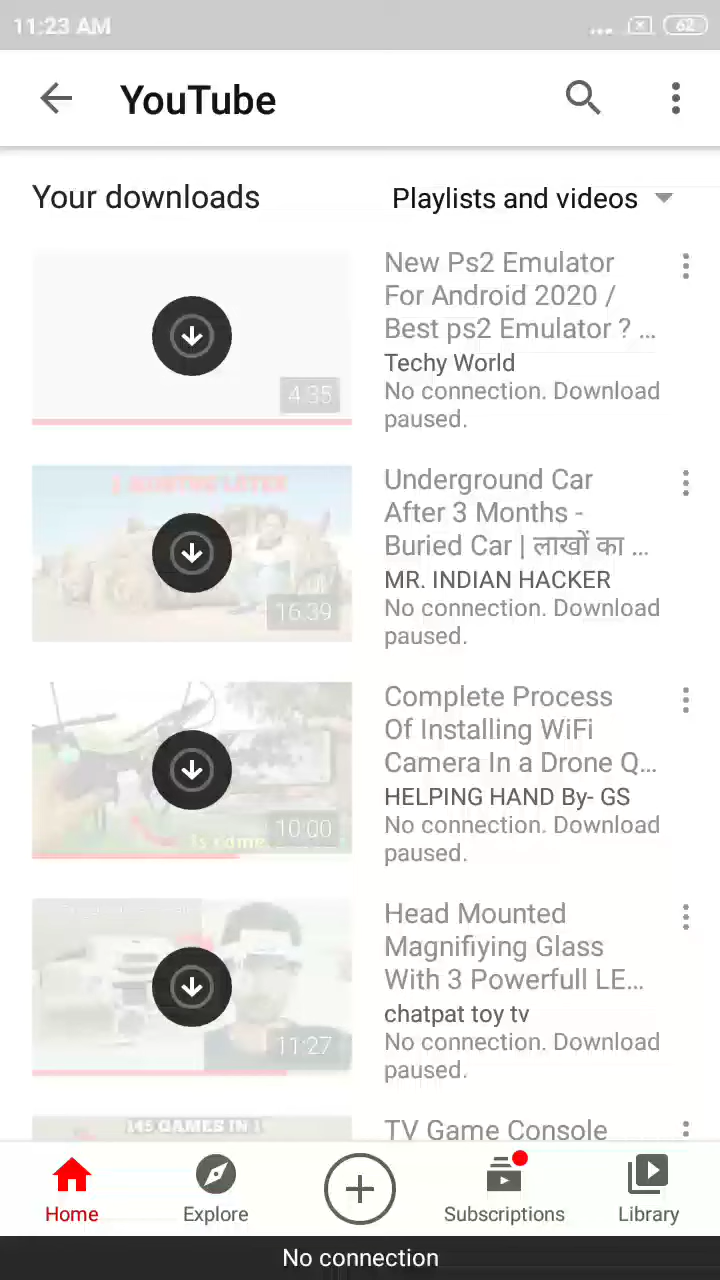 11:23 AM
62
YouTube
Your downloads
Playlists and videos
New Ps2 Emulator
For Android 2020 /
Best ps2 Emulator ? ...
Techy World
No connection. Download
paused.
4:35
Underground Car
After 3 Months -
Buried Car | लाखों का ...
MR. INDIAN HACKER
No connection. Download
paused.
16:39
Complete Process
Of Installing WiFi
Camera In a Drone Q...
HELPING HAND By- GS
No connection. Download
paused.
10:00
Head Mounted
Magnifiying Glass
With 3 Powerfull LE...
chatpat toy tv
No connection. Download
paused.
11:27
TV Game Console
Home
Explore
Subscriptions
Library
No connection